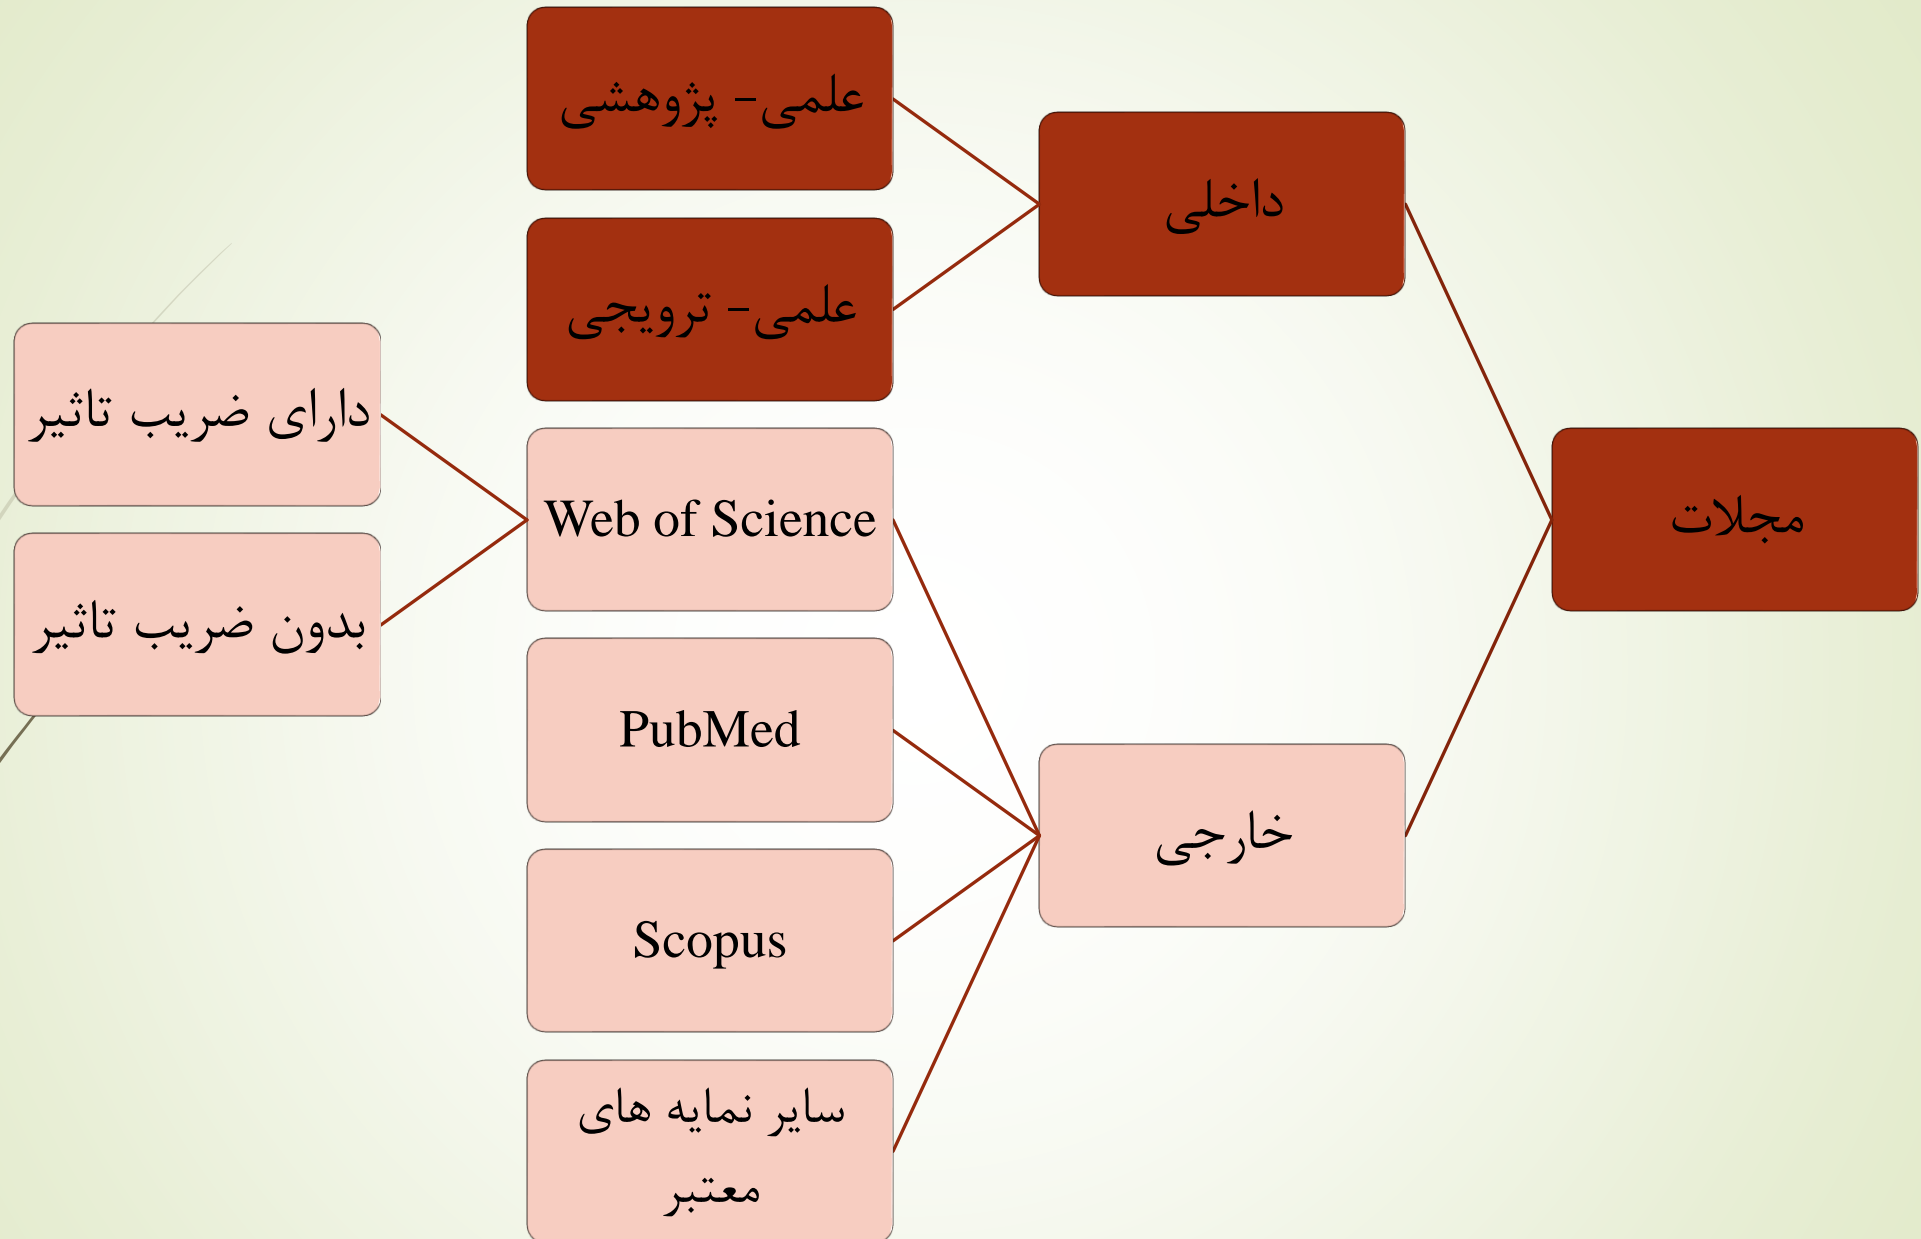 مجلات
داخلی
علمی- پژوهشی
علمی- ترویجی
خارجی
Web of Science
دارای ضریب تاثیر
بدون ضریب تاثیر
PubMed
Scopus
سایر نمایه های
معتبر